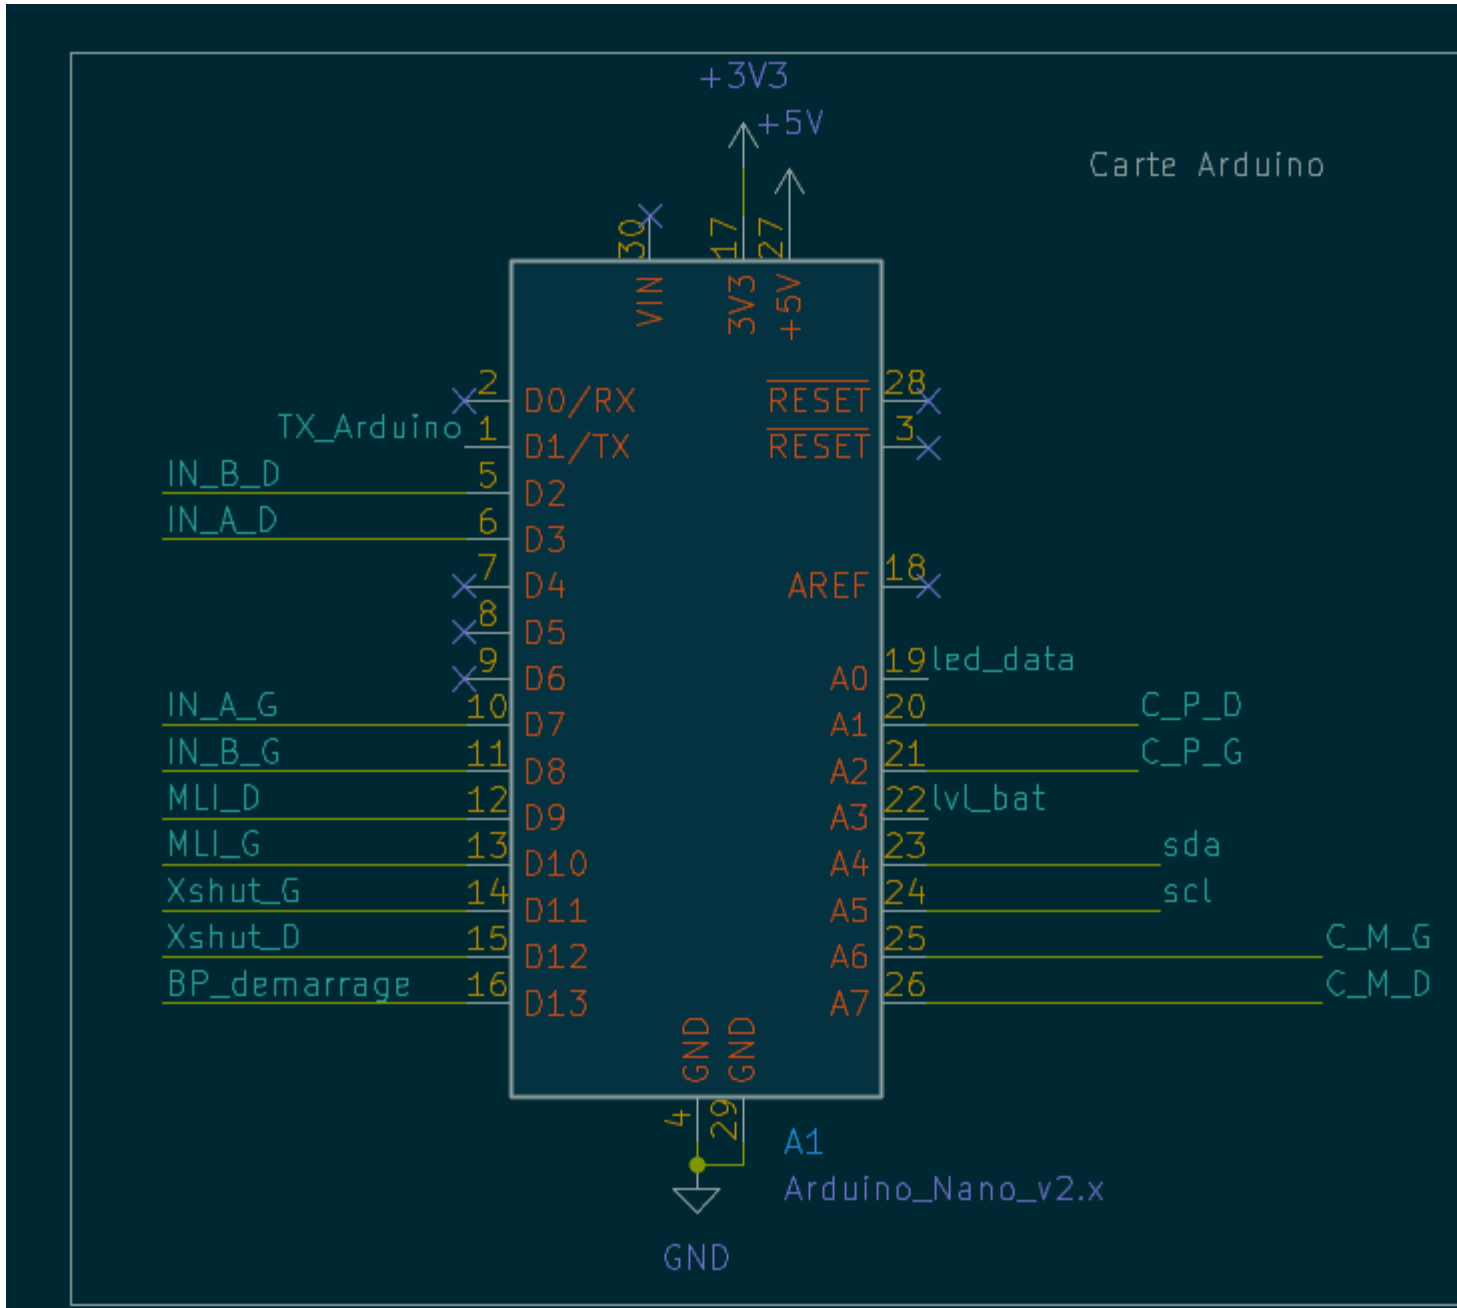 +3V3
+5V
Carte Arduino
30 17 27
VIN 3V3 +5V
2 D0/RX RESET 28
TX_Arduino 1 D1/TX RESET 3
IN_B_D 5 D2
IN_A_D 6 D3
7 D4 AREF 18
8 D5
9 D6 A0 19 led_data
IN_A_G 10 D7 A1 20 C_P_D
IN_B_G 11 D8 A2 21 C_P_G
MLI_D 12 D9 A3 22 lvl_bat
MLI_G 13 D10 A4 23 sda
Xshut_G 14 D11 A5 24 scl
Xshut_D 15 D12 A6 25 C_M_G
BP_demarrage 16 D13 A7 26 C_M_D
GND GND
4 29
A1
Arduino_Nano_v2.x
GND